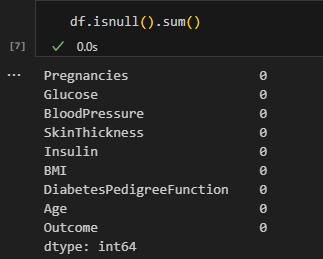 df.isnull().sum()
[7] 0.0s
...
Pregnancies 0
Glucose 0
BloodPressure 0
SkinThickness 0
Insulin 0
BMI 0
DiabetesPedigreeFunction 0
Age 0
Outcome 0
dtype: int64